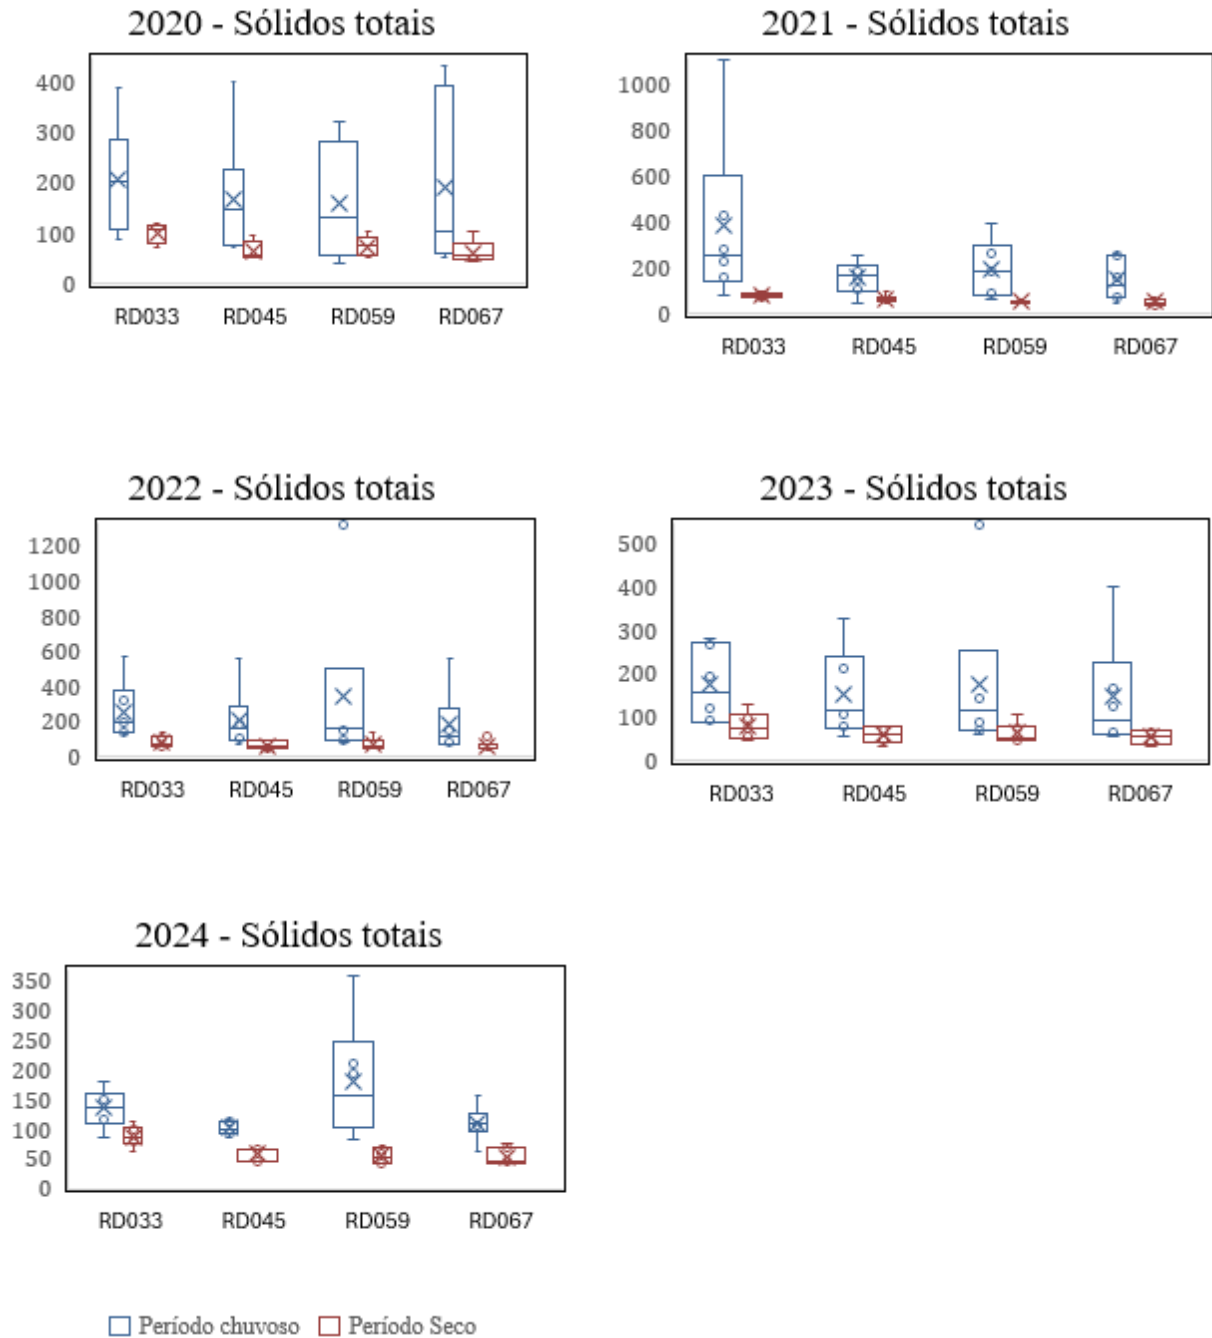 2020 - Sólidos totais
400
300
200
100
0
RD033 RD045 RD059 RD067
2021 - Sólidos totais
1000
800
600
400
200
0
RD033 RD045 RD059 RD067
2022 - Sólidos totais
1200
1000
800
600
400
200
0
RD033 RD045 RD059 RD067
2023 - Sólidos totais
500
400
300
200
100
0
RD033 RD045 RD059 RD067
2024 - Sólidos totais
350
300
250
200
150
100
50
0
RD033 RD045 RD059 RD067
Período chuvoso Período Seco